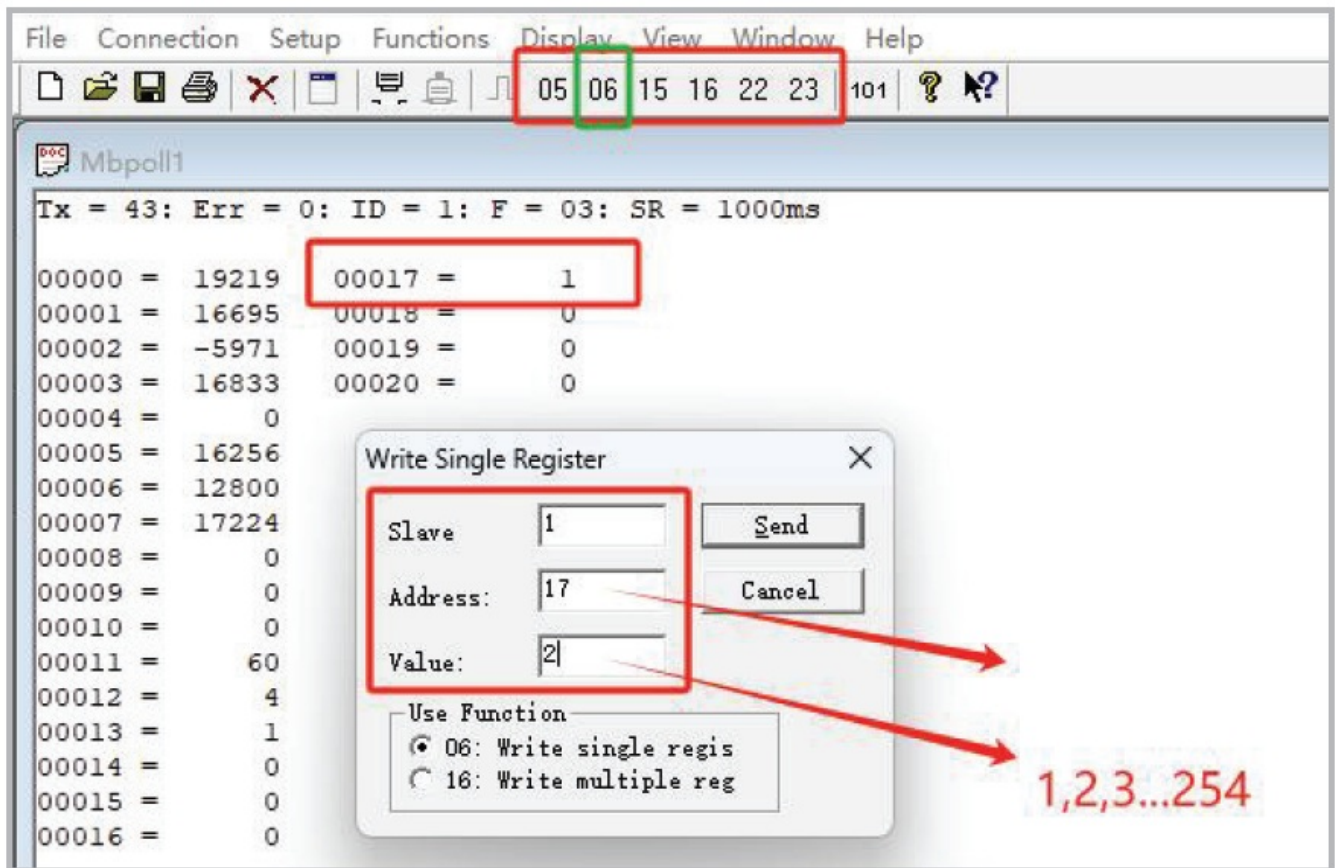 File Connection Setup Functions Display View Window Help
05 06 15 16 22 23 101
DOC Mbpoll1
Tx = 43: Err = 0: ID = 1: F = 03: SR = 1000ms
00000 = 19219 00017 = 1
00001 = 16695 00018 = 0
00002 = -5971 00019 = 0
00003 = 16833 00020 = 0
00004 = 0
00005 = 16256
00006 = 12800
00007 = 17224
00008 = 0
00009 = 0
00010 = 0
00011 = 60
00012 = 4
00013 = 1
00014 = 0
00015 = 0
00016 = 0
Write Single Register
Slave 1 Send
Address: 17 Cancel
Value: 2
Use Function
06: Write single regis
16: Write multiple reg
1,2,3...254